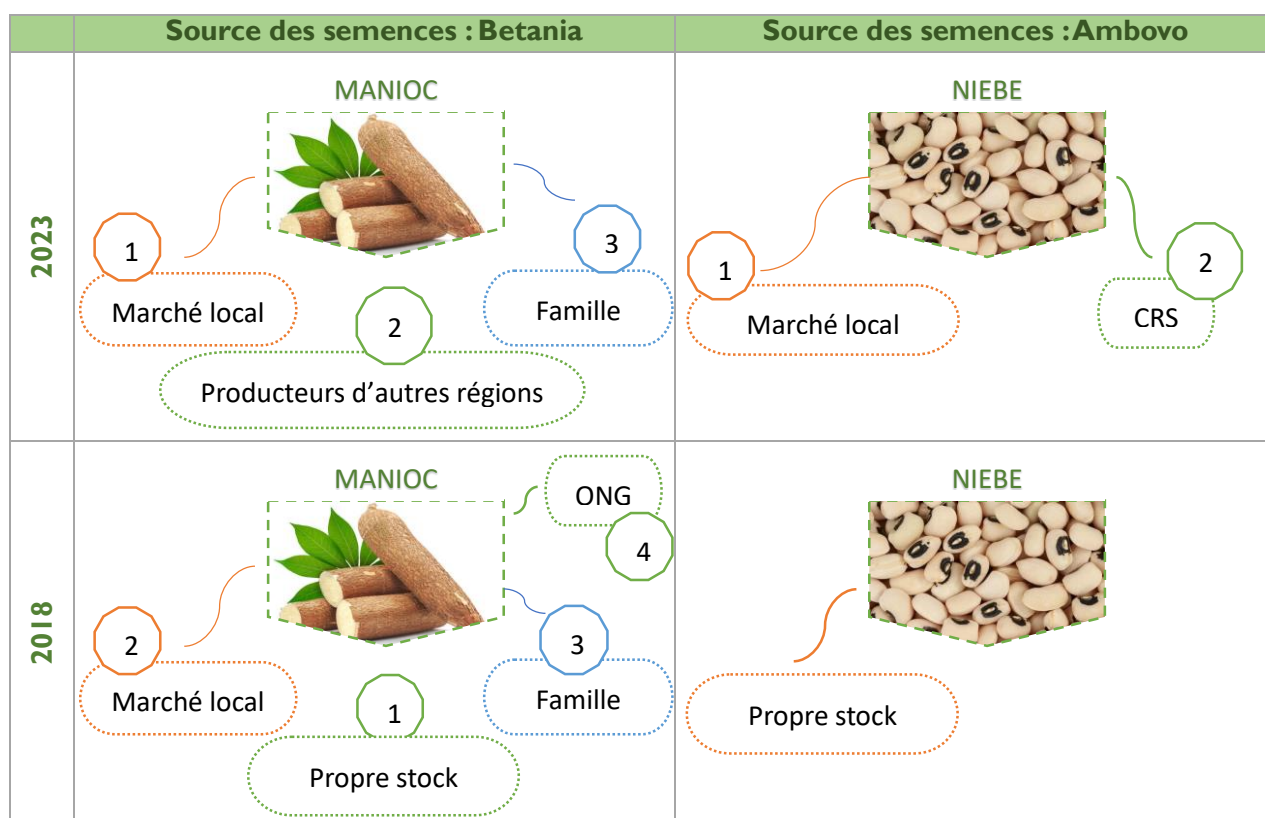 Source des semences : Betania
Source des semences : Ambovo
2023
MANIOC
1
Marché local
2
Producteurs d'autres régions
3
Famille
NIEBE
1
Marché local
2
CRS
2018
MANIOC
ONG
4
2
Marché local
1
Propre stock
3
Famille
NIEBE
Propre stock